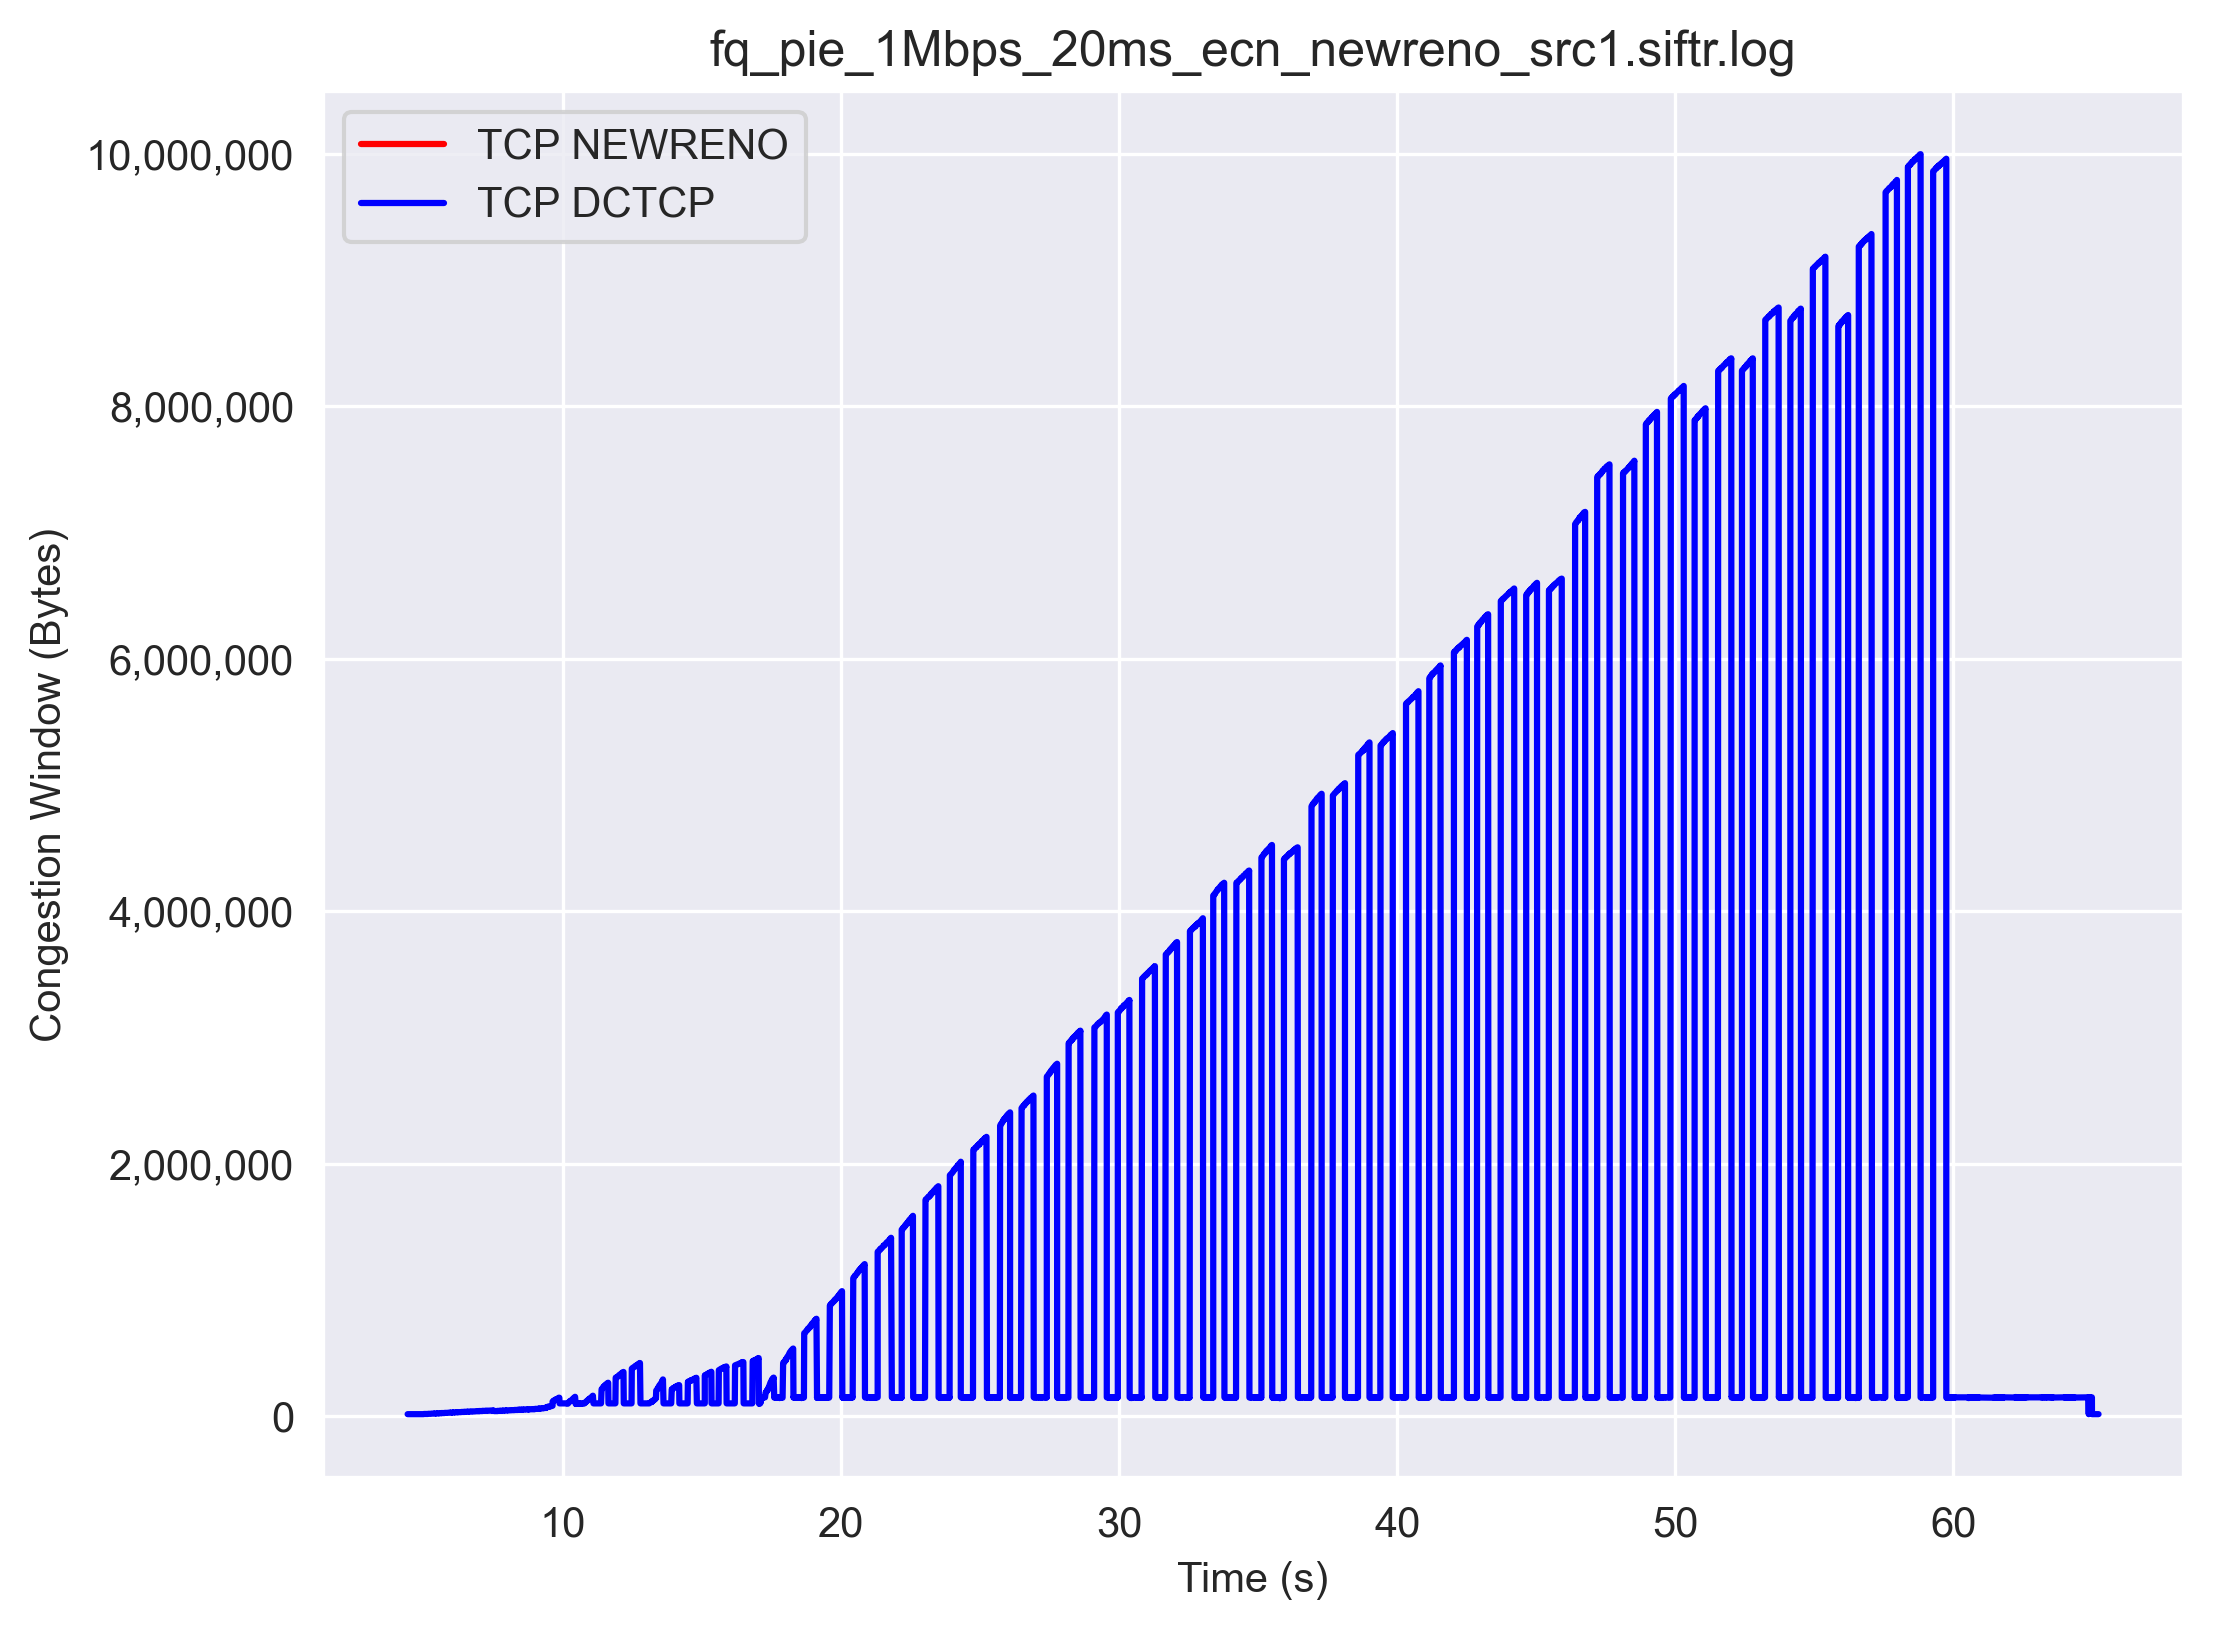 fq_pie_1Mbps_20ms_ecn_newreno_src1.siftr.log
TCP NEWRENO
TCP DCTCP
10,000,000
8,000,000
6,000,000
4,000,000
2,000,000
0
Congestion Window (Bytes)
10 20 30 40 50 60
Time (s)